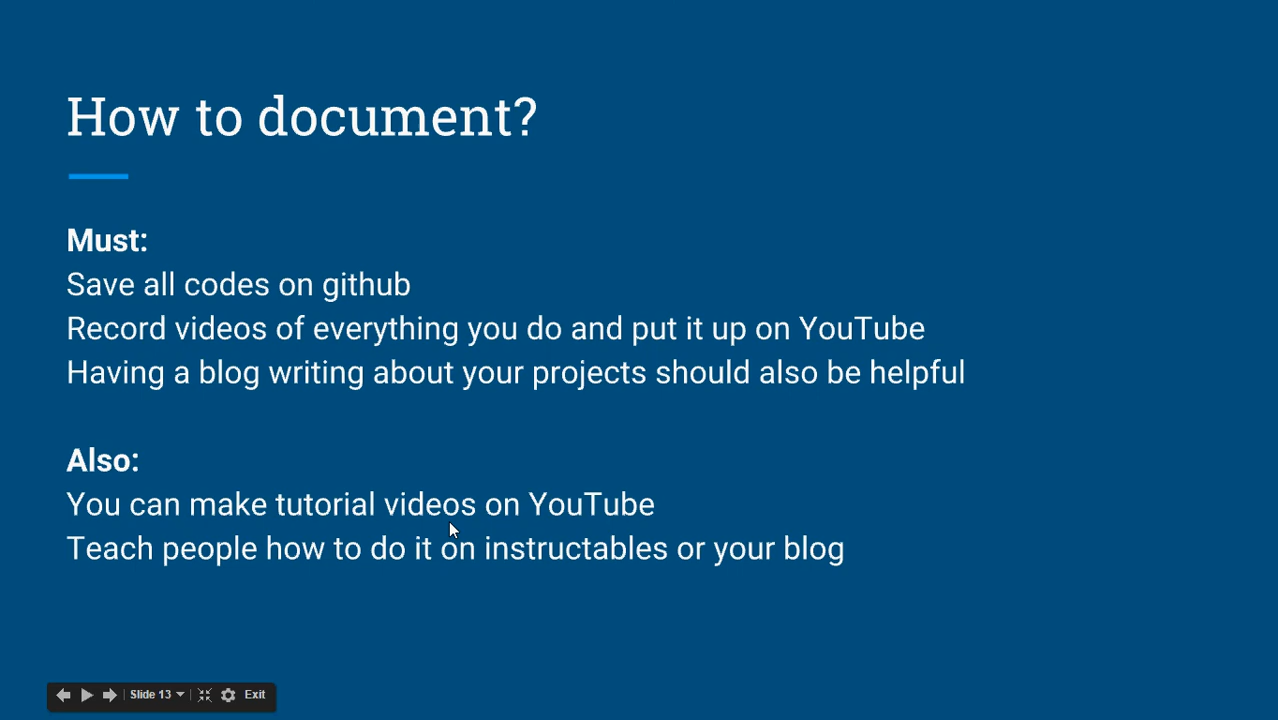 How to document?
Must:
Save all codes on github
Record videos of everything you do and put it up on YouTube
Having a blog writing about your projects should also be helpful
Also:
You can make tutorial videos on YouTube
Teach people how to do it on instructables or your blog
Slide 13
Exit